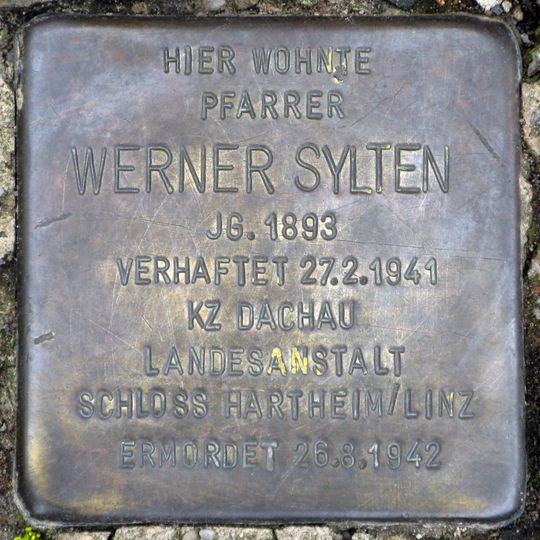 HIER WOHNTE
PFARRER
WERNER SYLTEN
JG. 1893
VERHAFTET 27.2.1941
KZ DACHAU
LANDESANSTALT
SCHLOSS HARTHEIM/LINZ
ERMORDET 26.8.1942